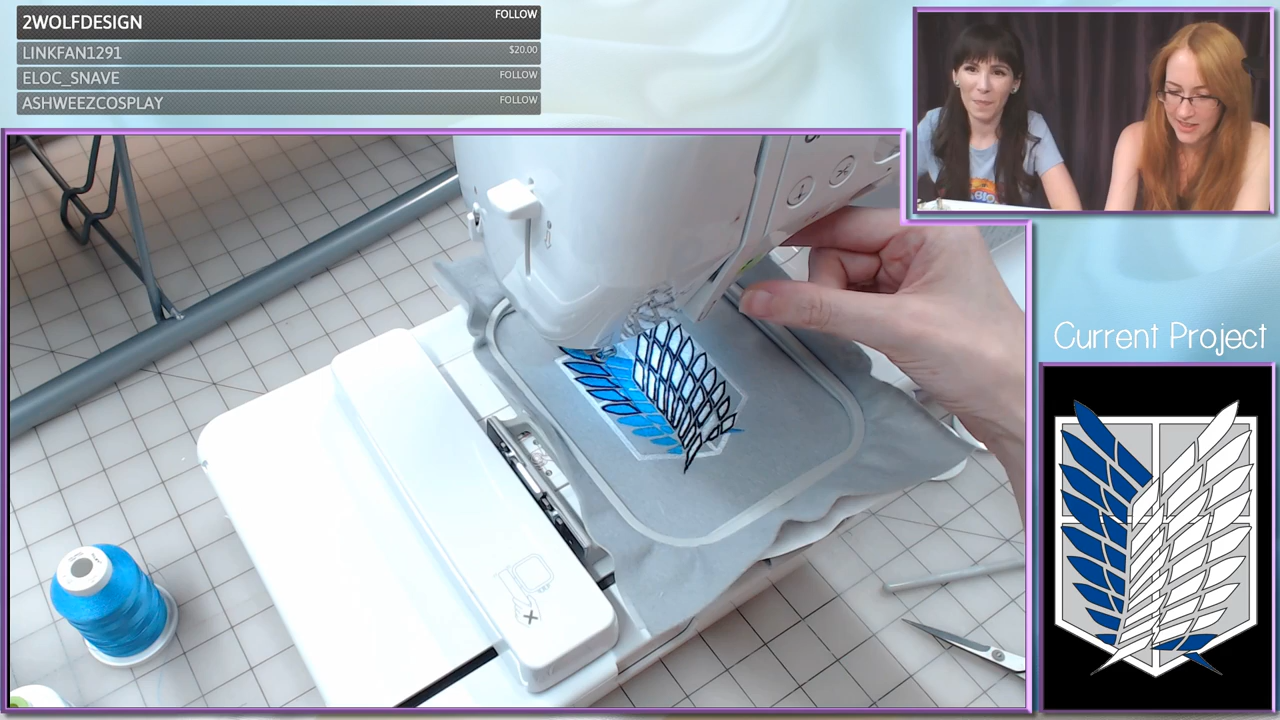 2WOLFDESIGN FOLLOW
LINKFAN1291 $20.00
ELOC_SNAVE FOLLOW
ASHWEEZCOSPLAY FOLLOW
Current Project